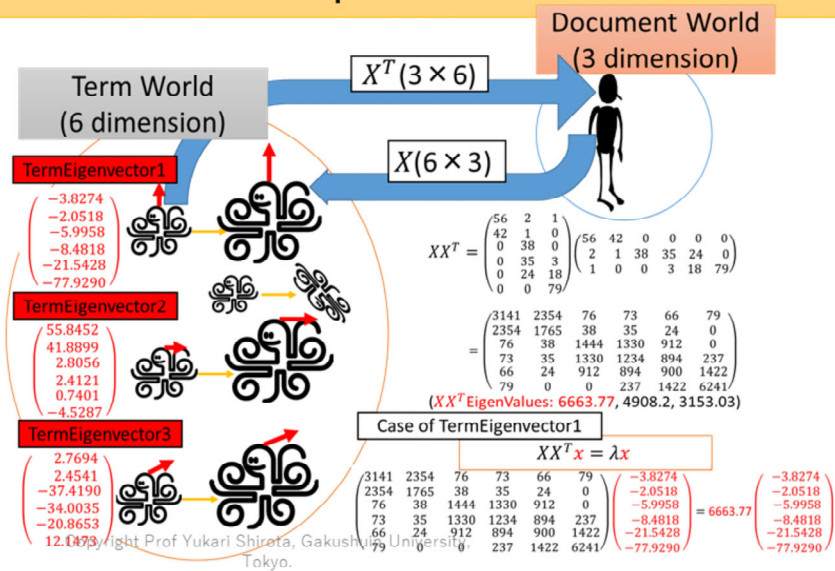 Document World
(3 dimension)
Term World
(6 dimension)
X^T(3 × 6)
X(6 × 3)
TermEigenvector1
−3.8274
−2.0518
−5.9958
−8.4818
−21.5428
−77.9290
TermEigenvector2
55.8452
41.8899
2.8056
2.4121
0.7401
−4.5287
TermEigenvector3
2.7694
2.4541
−37.4190
−34.0035
−20.8653
12.1473
XX^T =
56 2 1
42 1 0
0 38 0
0 35 3
0 24 18
0 0 79
56 42 0 0 0 0
2 1 38 35 24 0
1 0 0 3 18 79
=
3141 2354 76 73 66 79
2354 1765 38 35 24 0
76 38 1444 1330 912 0
73 35 1330 1234 894 237
66 24 912 894 900 1422
79 0 0 237 1422 6241
(XX^T EigenValues: 6663.77, 4908.2, 3153.03)
Case of TermEigenvector1
XX^T x = λx
3141 2354 76 73 66 79
2354 1765 38 35 24 0
76 38 1444 1330 912 0
73 35 1330 1234 894 237
66 24 912 894 900 1422
79 0 0 237 1422 6241
−3.8274
−2.0518
−5.9958
−8.4818
−21.5428
−77.9290
= 6663.77
−3.8274
−2.0518
−5.9958
−8.4818
−21.5428
−77.9290
Copyright Prof Yukari Shirota, Gakushuin University,
Tokyo.